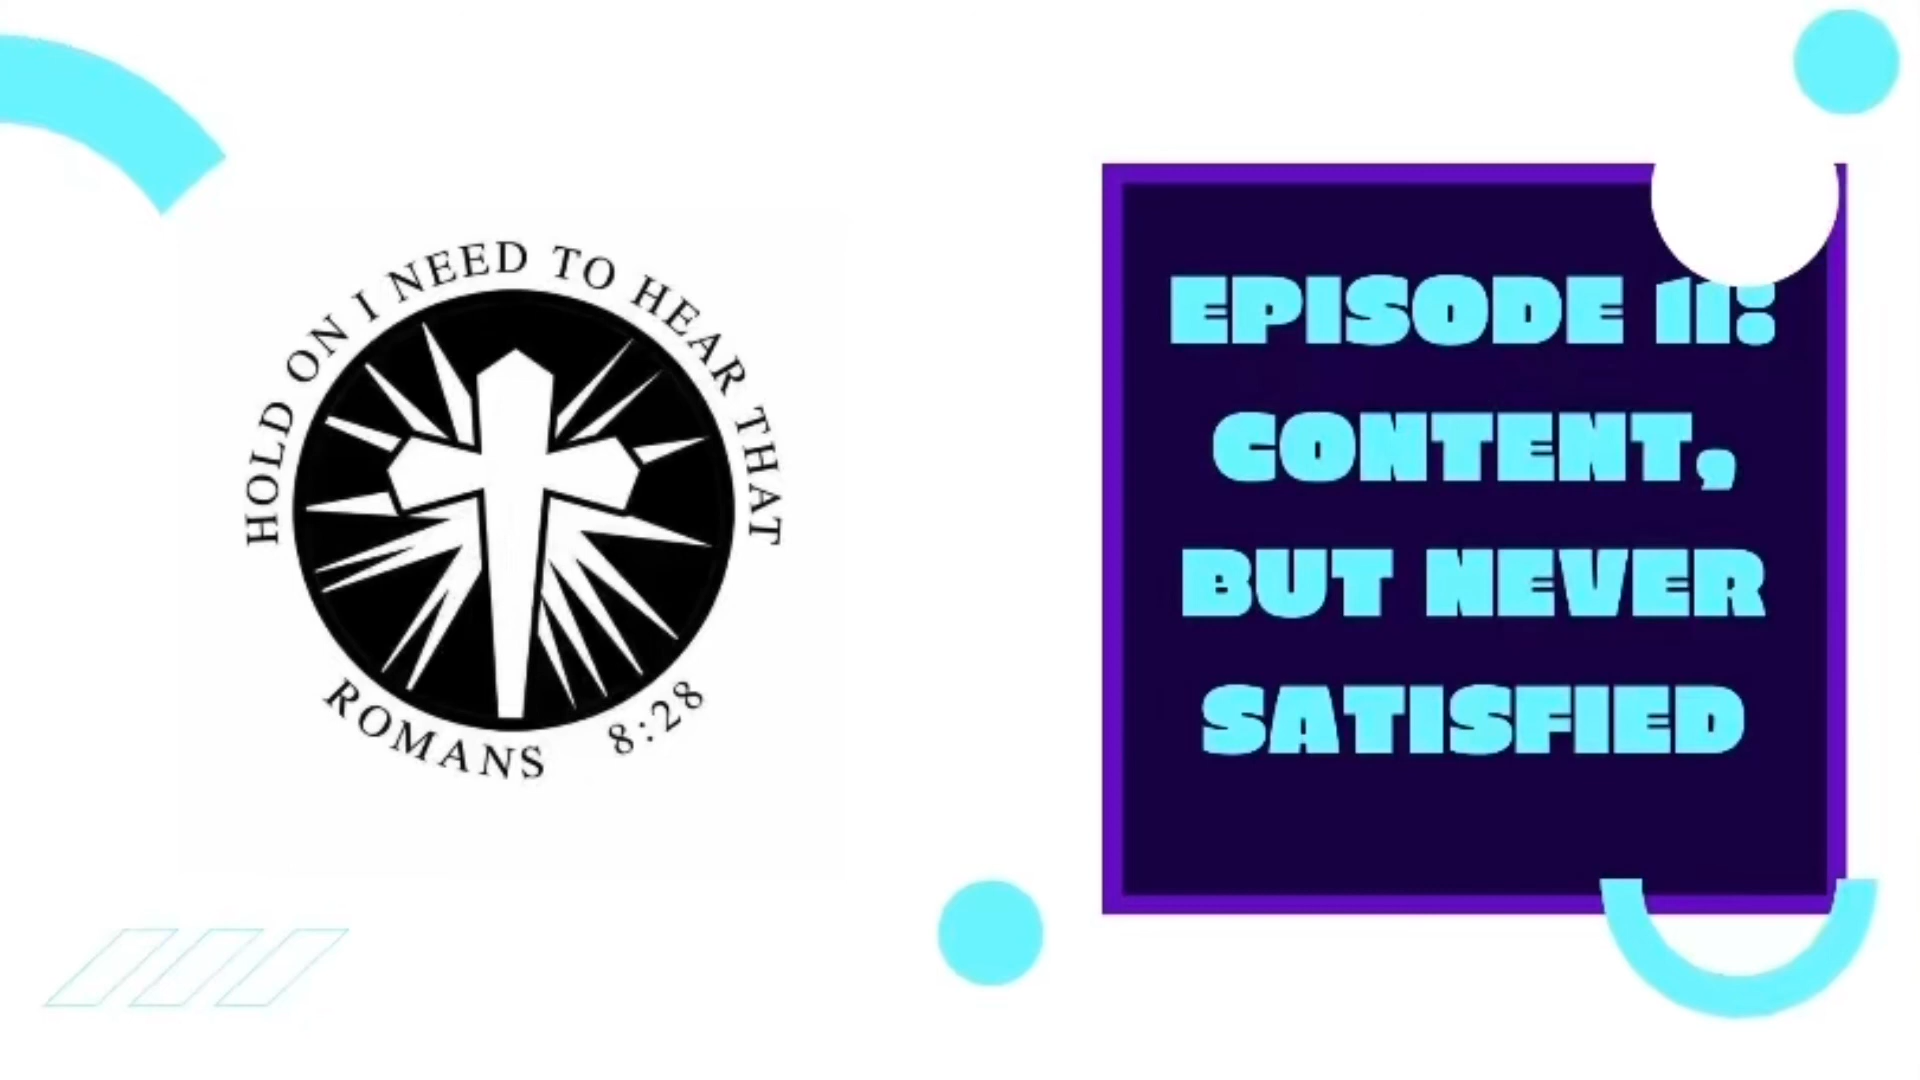 HOLD ON I NEED TO HEAR THAT
ROMANS 8:28
EPISODE 11:
CONTENT,
BUT NEVER
SATISFIED